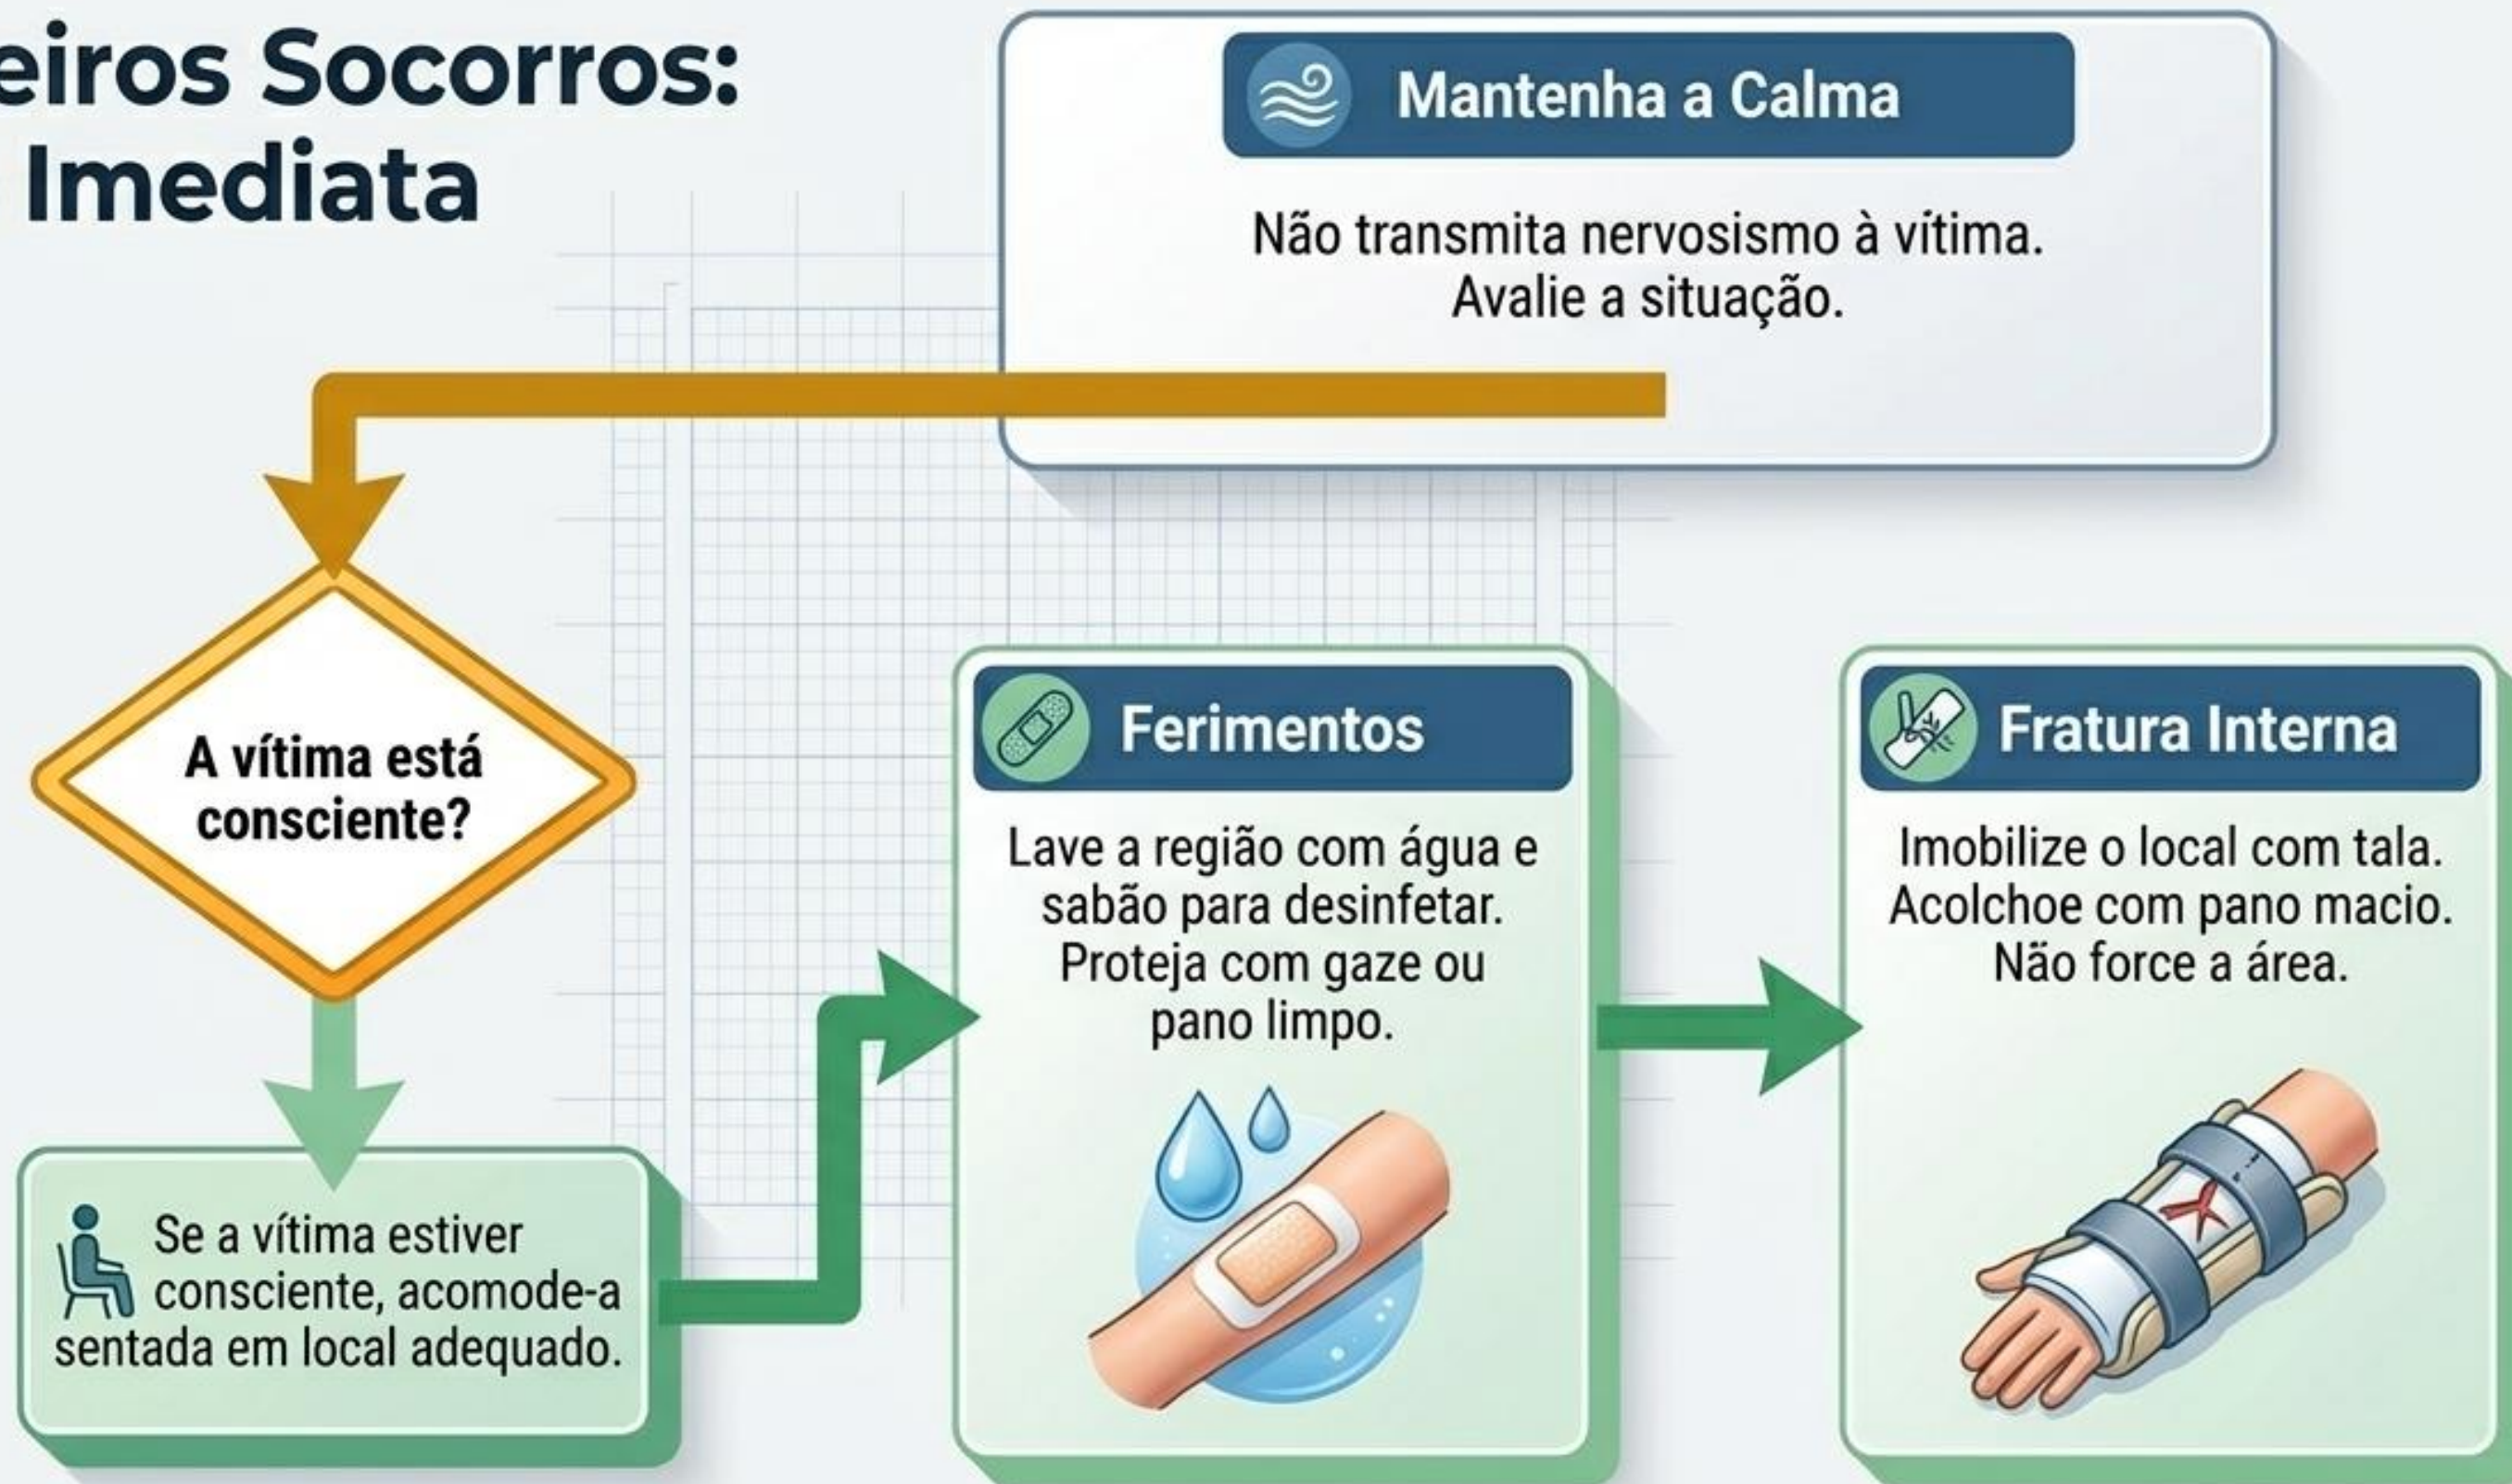 eiros Socorros:
Imediata
Mantenha a Calma
Não transmita nervosismo à vítima.
Avalie a situação.
A vítima está
consciente?
Se a vítima estiver
consciente, acomode-a
sentada em local adequado.
Ferimentos
Lave a região com água e
sabão para desinfetar.
Proteja com gaze ou
pano limpo.
Fratura Interna
Imobilize o local com tala.
Acolchoe com pano macio.
Não force a área.